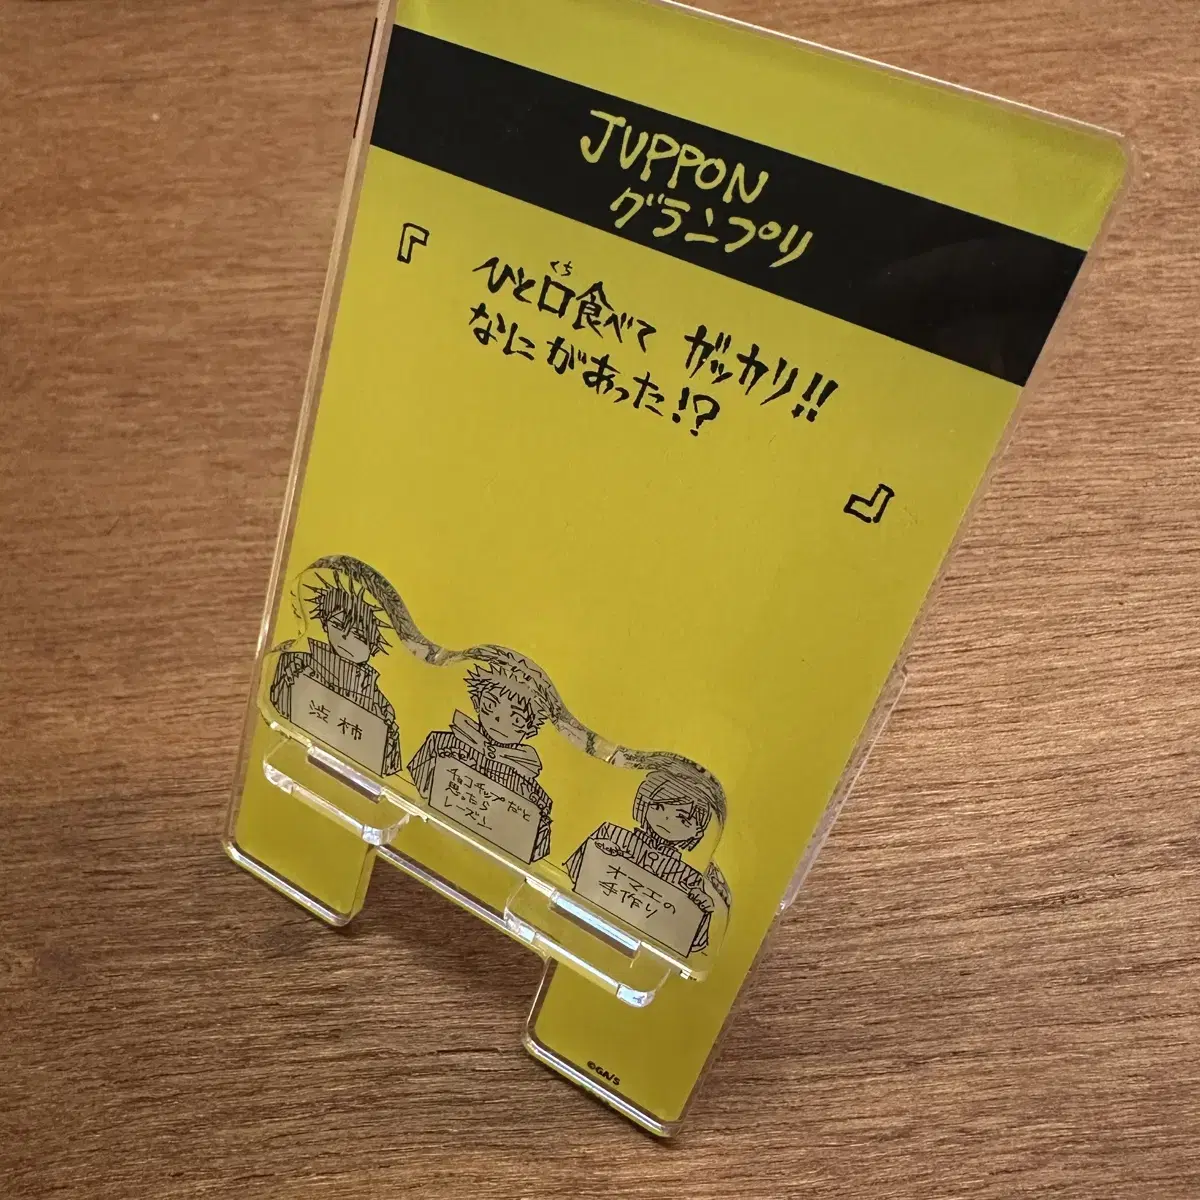 JUPPON
グランプリ
『
くち
ひと口食べて ガッカリ!!
なにがあった!?
』
渋柿
チョコチップだと
思ったら
レーズン
オマエの
手作り
©GA/S